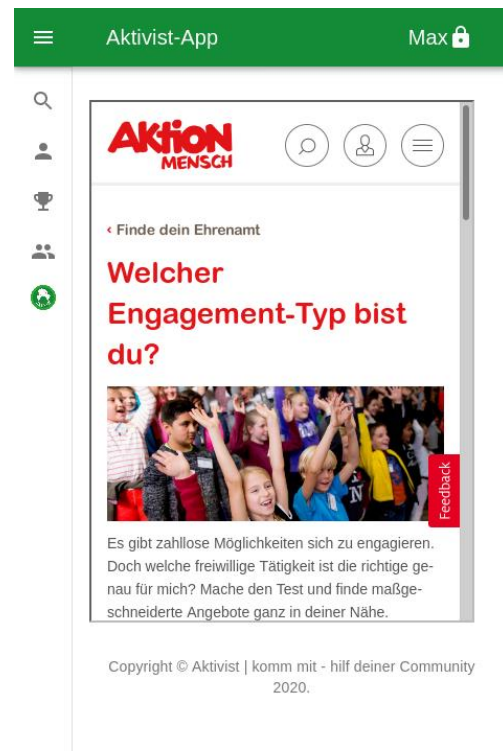 Aktivist-App
Max
AKtion
MENSCH
‹ Finde dein Ehrenamt
Welcher
Engagement-Typ bist
du?
Feedback
Es gibt zahllose Möglichkeiten sich zu engagieren.
Doch welche freiwillige Tätigkeit ist die richtige ge-
nau für mich? Mache den Test und finde maßge-
schneiderte Angebote ganz in deiner Nähe.
Copyright © Aktivist | komm mit - hilf deiner Community
2020.